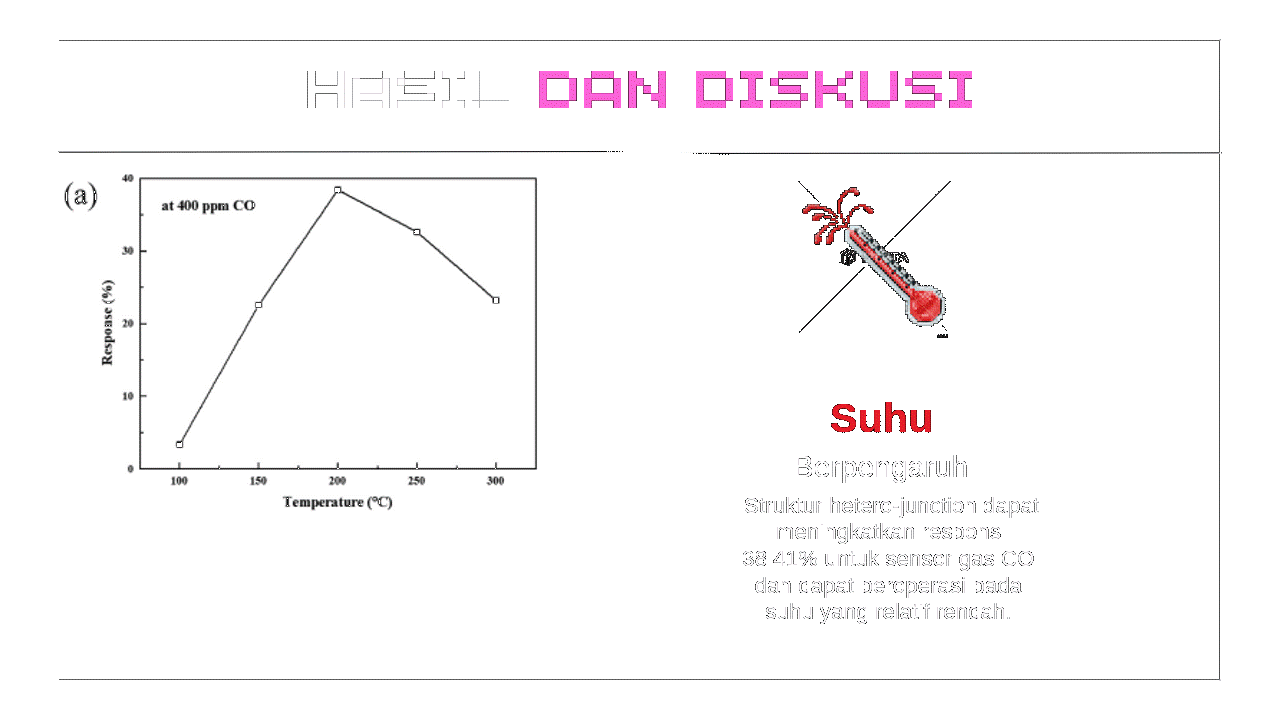 HASIL DAN DISKUSI
(a)
at 400 ppm CO
40
30
20
10
0
Response (%)
100 150 200 250 300
Temperature (°C)
Suhu
Berpengaruh
Struktur hetero-junction dapat
meningkatkan respons
38.41% untuk sensor gas CO
dan dapat beroperasi pada
suhu yang relatif rendah.